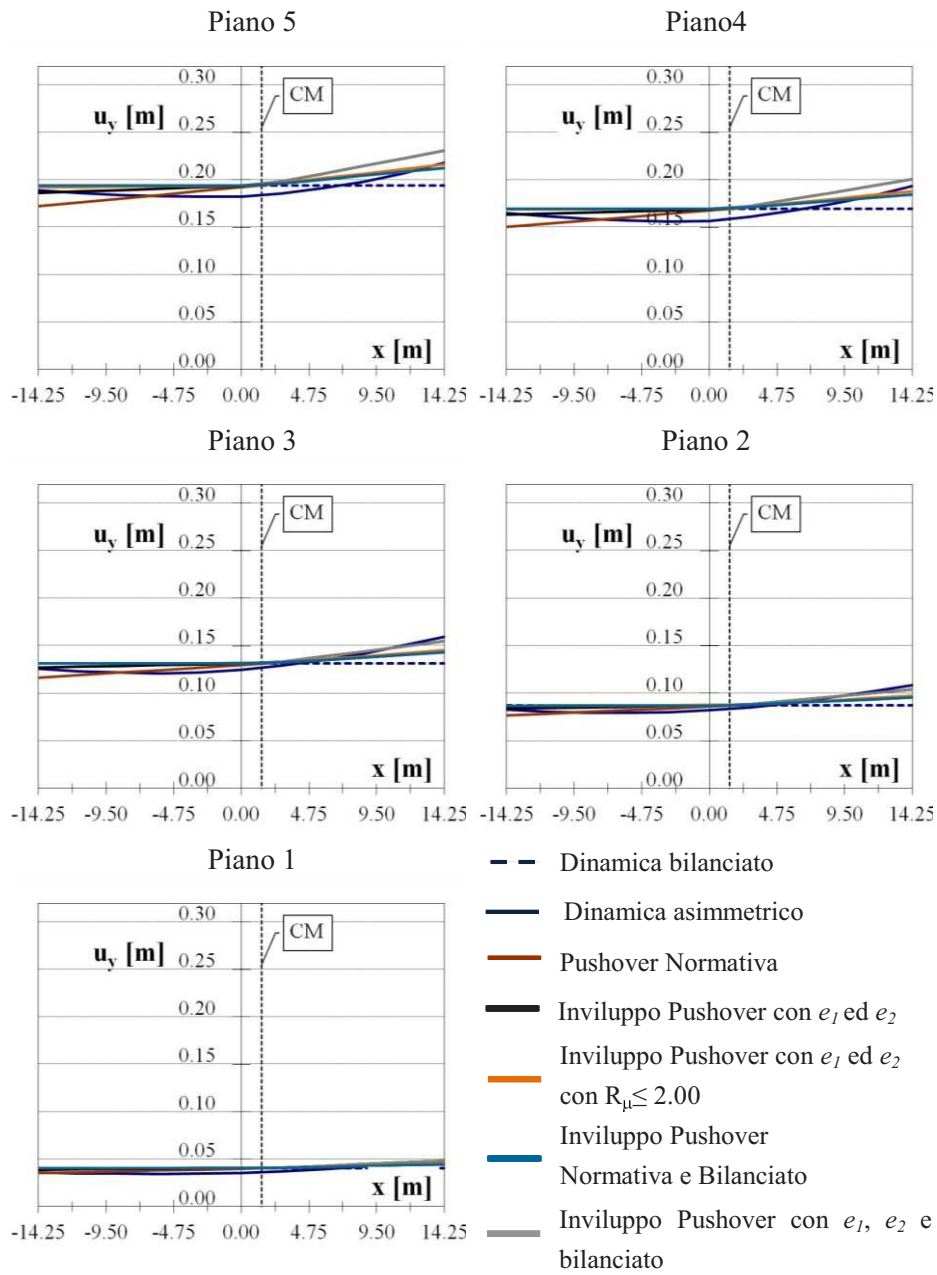 Piano 5
0.30
CM
u_y [m]
0.25
0.20
0.15
0.10
0.05
x [m]
0.00
-14.25 -9.50 -4.75 0.00 4.75 9.50 14.25
Piano4
0.30
CM
u_y [m]
0.25
0.20
0.15
0.10
0.05
x [m]
0.00
-14.25 -9.50 -4.75 0.00 4.75 9.50 14.25
Piano 3
0.30
CM
u_y [m]
0.25
0.20
0.15
0.10
0.05
x [m]
0.00
-14.25 -9.50 -4.75 0.00 4.75 9.50 14.25
Piano 2
0.30
CM
u_y [m]
0.25
0.20
0.15
0.10
0.05
x [m]
0.00
-14.25 -9.50 -4.75 0.00 4.75 9.50 14.25
Piano 1
0.30
CM
u_y [m]
0.25
0.20
0.15
0.10
0.05
x [m]
0.00
-14.25 -9.50 -4.75 0.00 4.75 9.50 14.25
Dinamica bilanciato
Dinamica asimmetrico
Pushover Normativa
Inviluppo Pushover con e1 ed e2
Inviluppo Pushover con e1 ed e2
con Rμ≤ 2.00
Inviluppo Pushover
Normativa e Bilanciato
Inviluppo Pushover con e1, e2 e
bilanciato